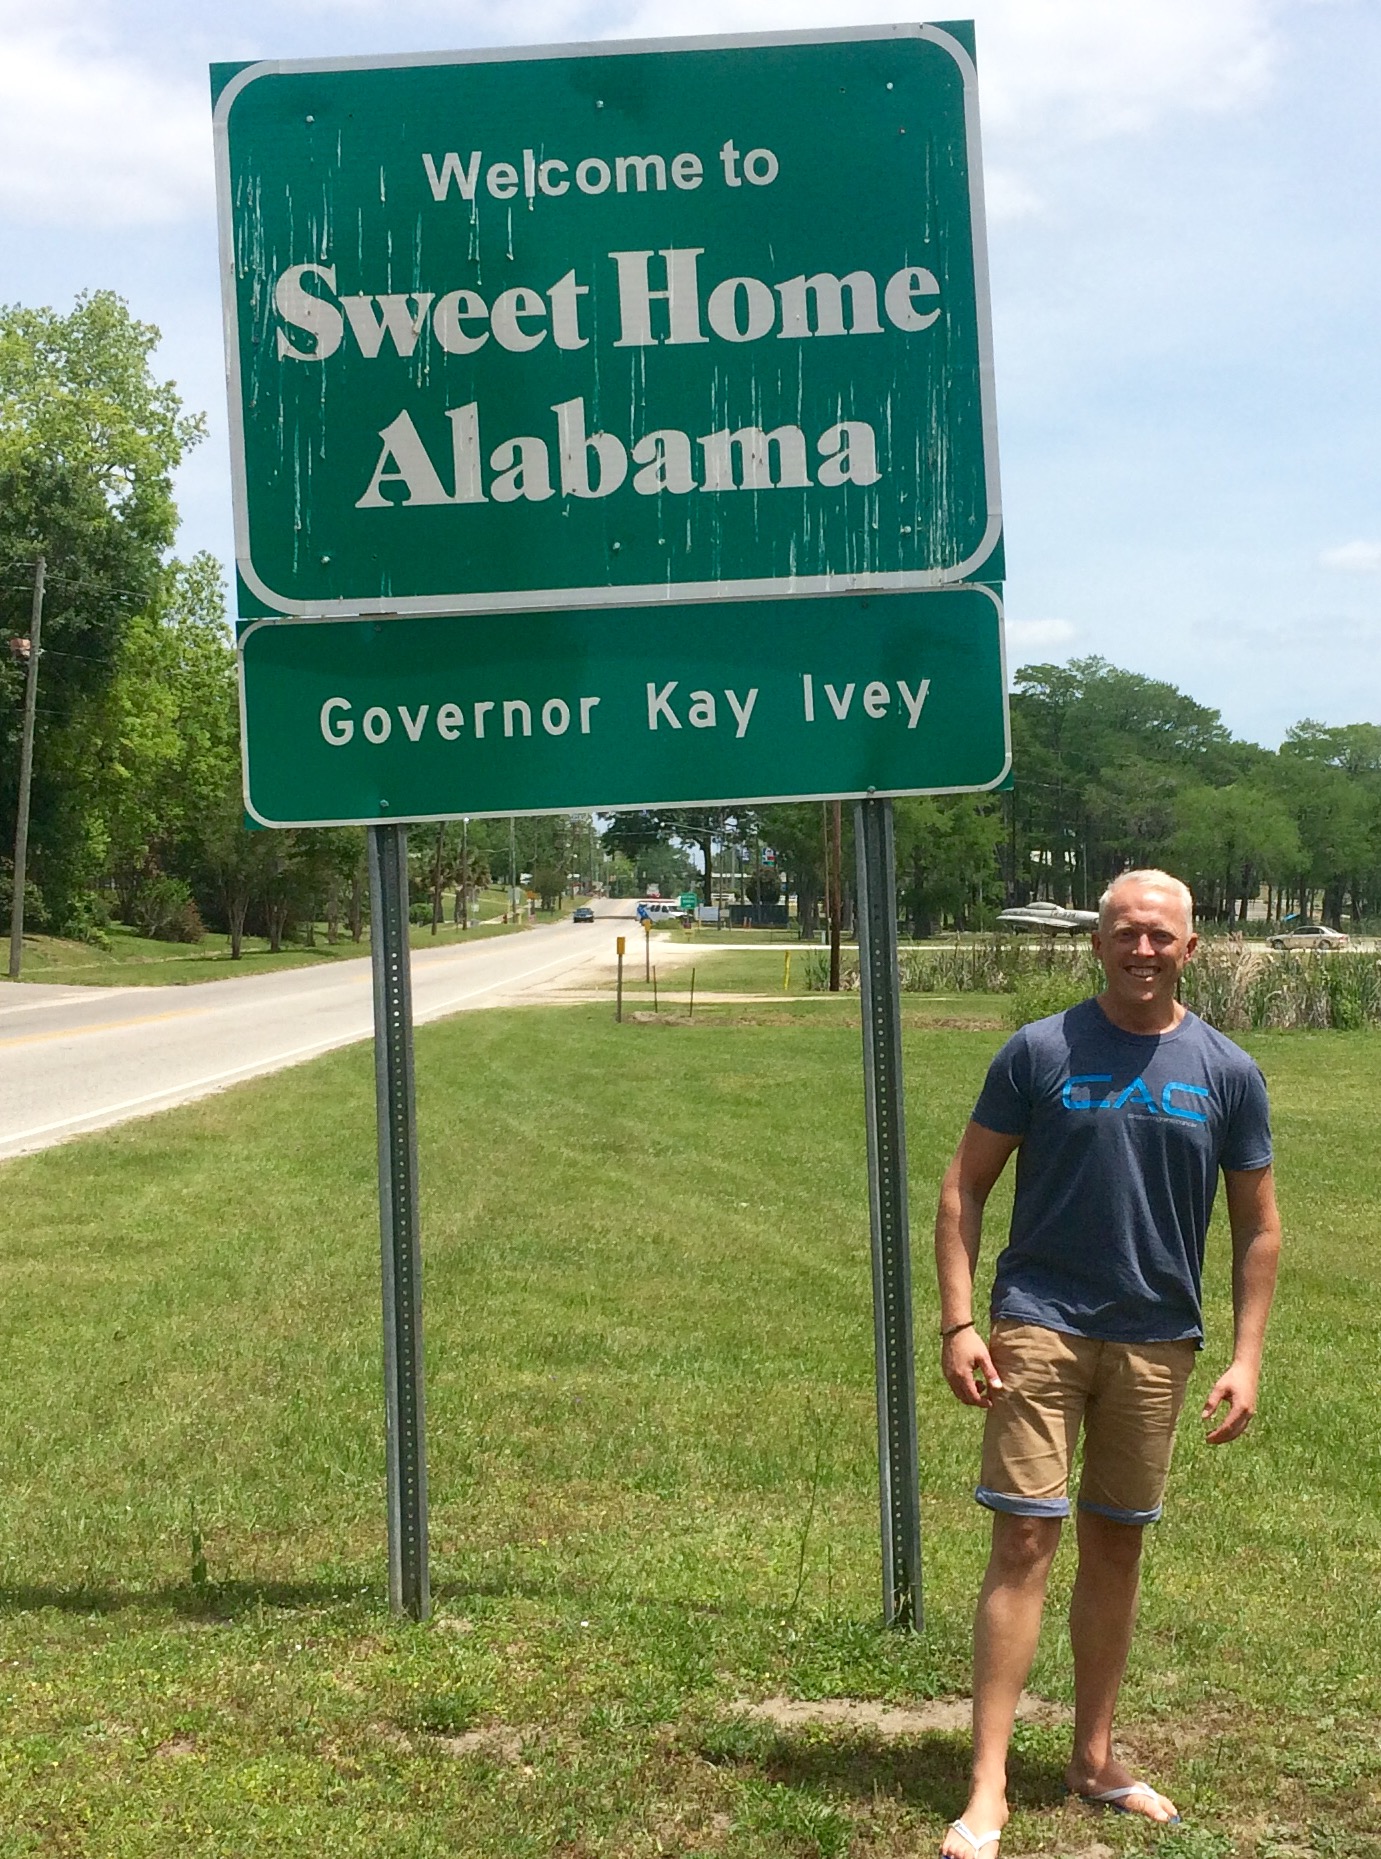 Welcome to
Sweet Home
Alabama
Governor Kay Ivey
CAC